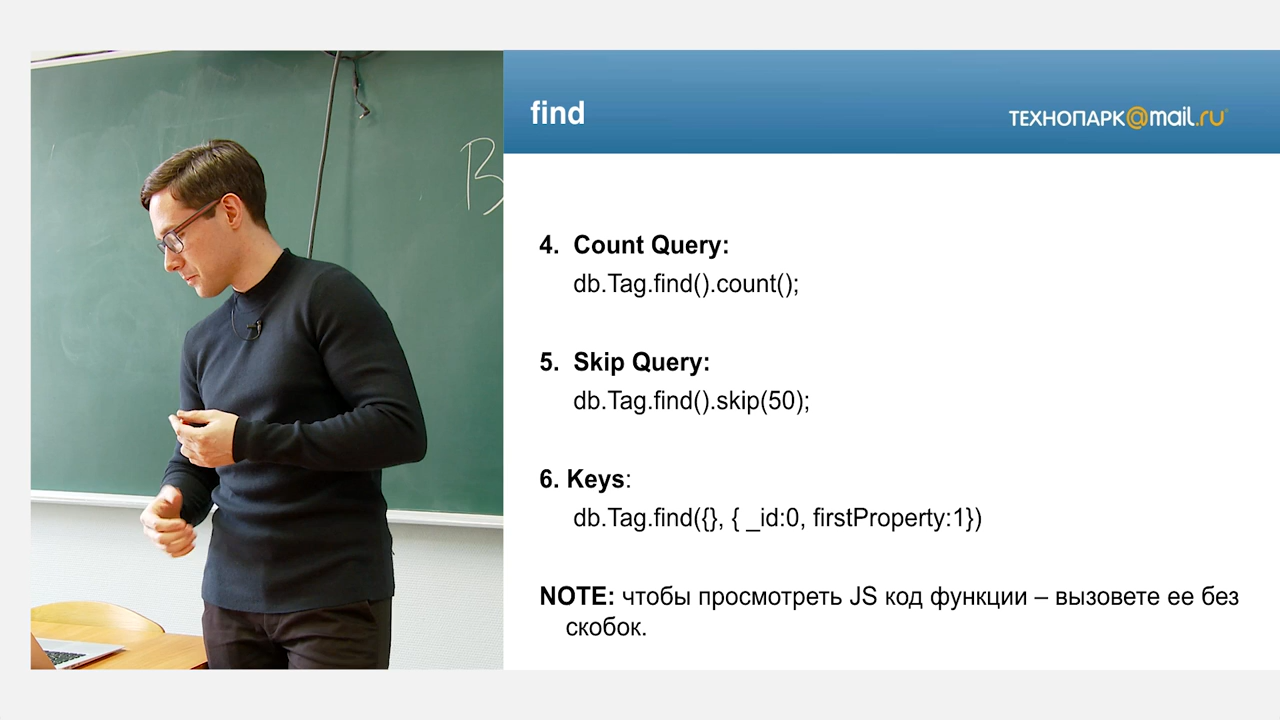 find
ТЕХНОПАРК@mail.ru
В
4. Count Query:
db.Tag.find().count();
5. Skip Query:
db.Tag.find().skip(50);
6. Keys:
db.Tag.find({}, { _id:0, firstProperty:1})
NOTE: чтобы просмотреть JS код функции – вызовете ее без
скобок.